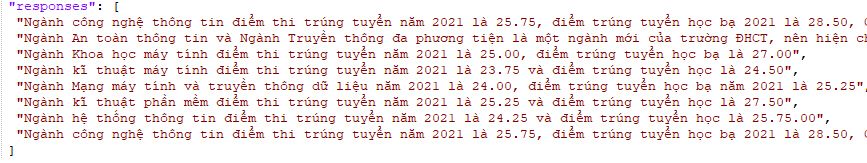 "responses": [
"Ngành công nghệ thông tin điểm thi trúng tuyển năm 2021 là 25.75, điểm trúng tuyển học bạ 2021 là 28.50,
"Ngành An toàn thông tin và Ngành Truyền thông đa phương tiện là một ngành mới của trường ĐHCT, nên hiện
"Ngành Khoa học máy tính điểm thi trúng tuyển năm 2021 là 25.00, điểm trúng tuyển học bạ là 27.00",
"Ngành kĩ thuật máy tính điểm thi trúng tuyển năm 2021 là 23.75 và điểm trúng tuyển học là 24.50",
"Ngành Mạng máy tính và truyền thông dữ liệu năm 2021 là 24.00, điểm trúng tuyển học bạ năm 2021 là 25.25",
"Ngành kĩ thuật phần mềm điểm thi trúng tuyển năm 2021 là 25.25 và điểm trúng tuyển học là 27.50",
"Ngành hệ thống thông tin điểm thi trúng tuyển năm 2021 là 24.25 và điểm trúng tuyển học là 25.75.00",
"Ngành công nghệ thông tin điểm thi trúng tuyển năm 2021 là 25.75, điểm trúng tuyển học bạ 2021 là 28.50,
]